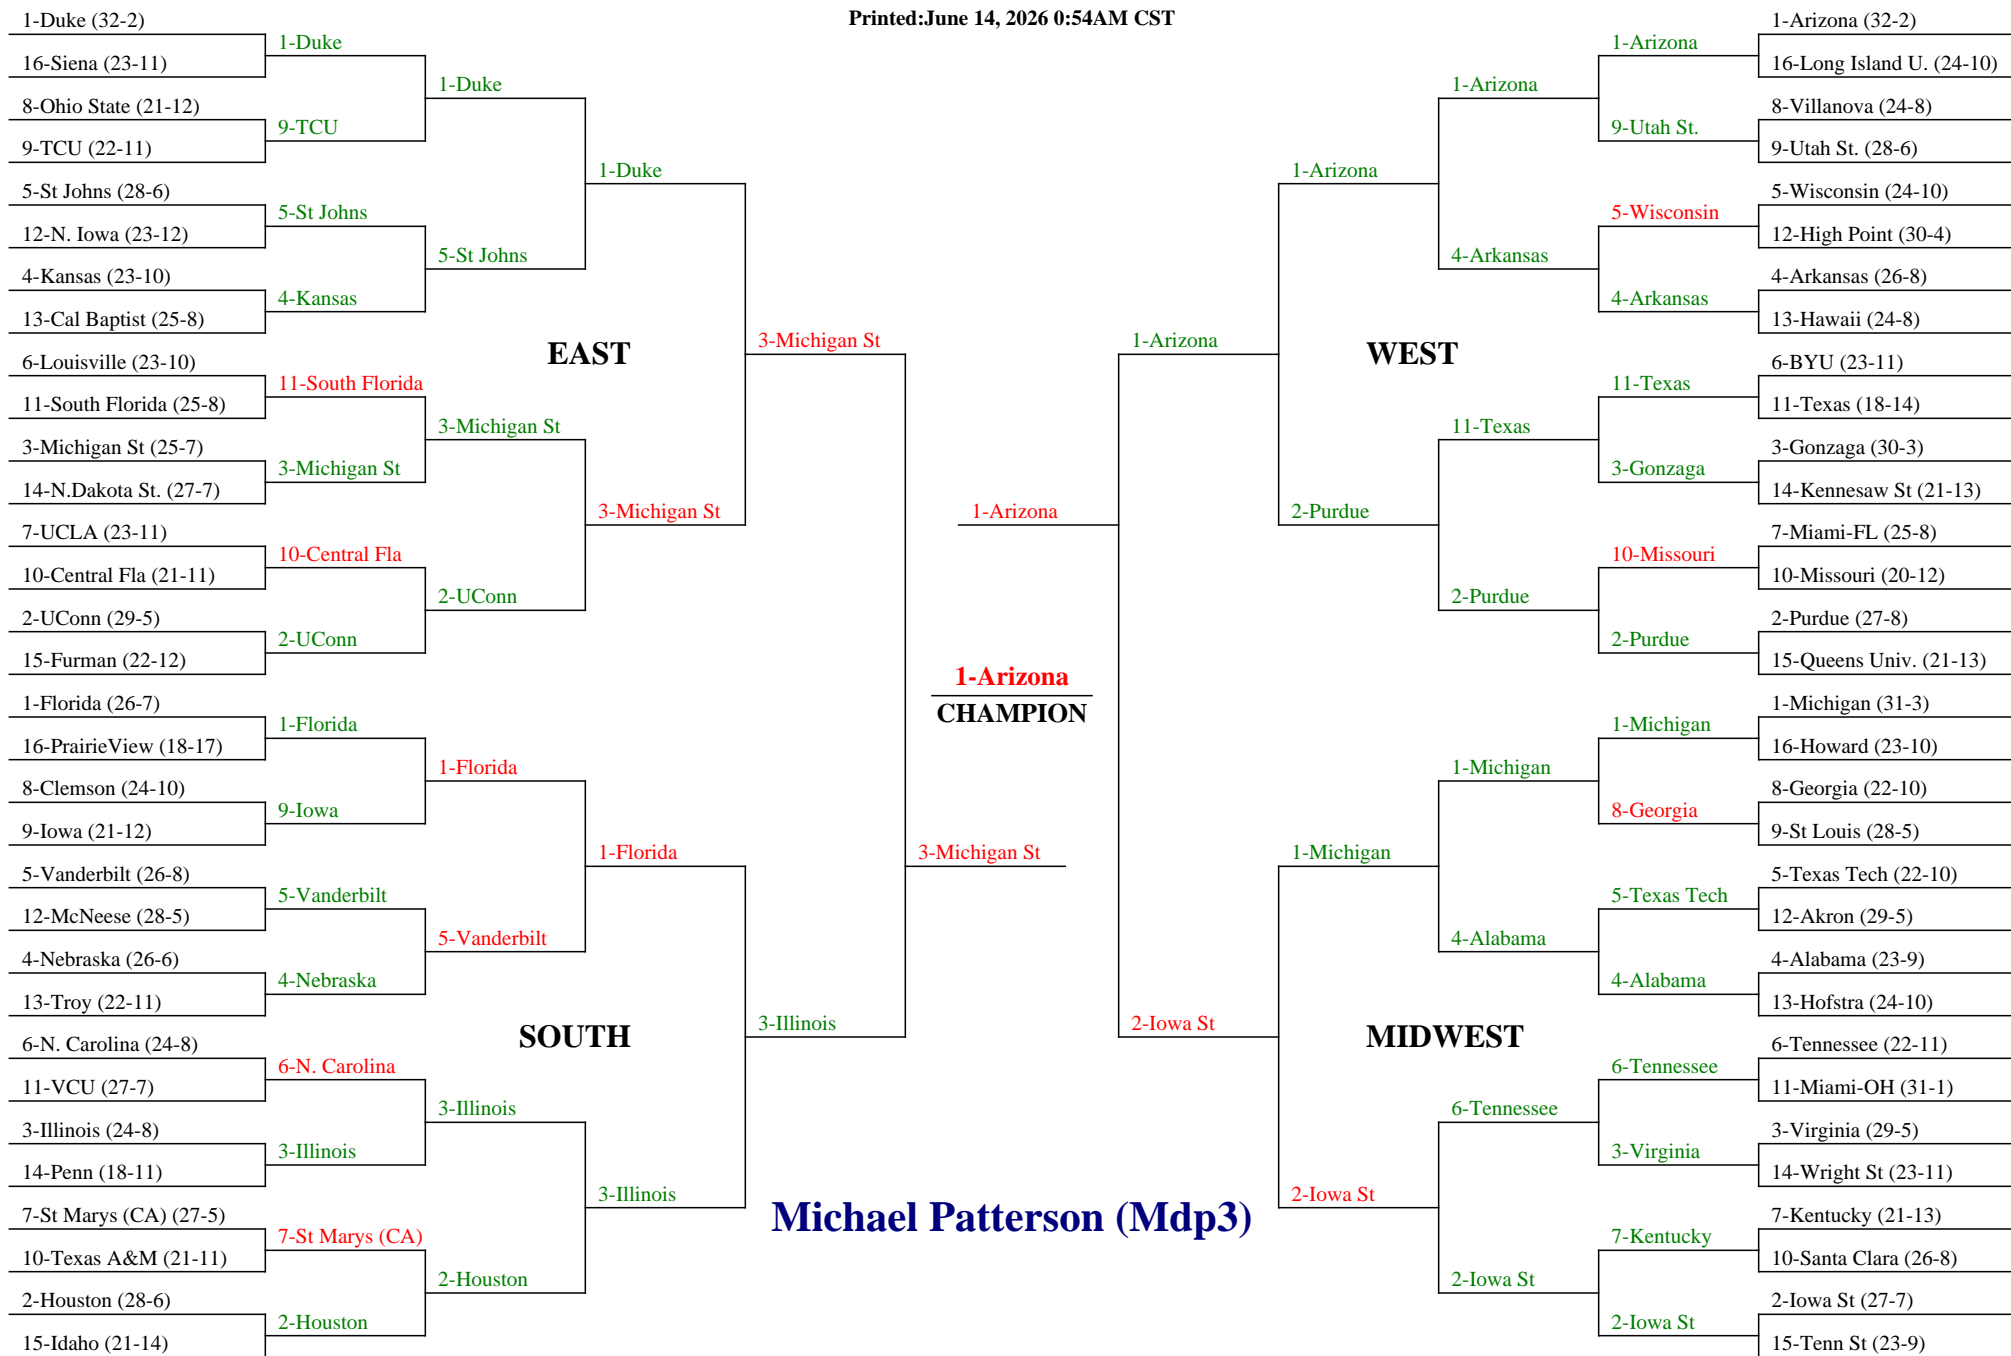 Printed:June 14, 2026 0:54AM CST
1-Duke (32-2)
16-Siena (23-11)
8-Ohio State (21-12)
9-TCU (22-11)
5-St Johns (28-6)
12-N. Iowa (23-12)
4-Kansas (23-10)
13-Cal Baptist (25-8)
6-Louisville (23-10)
11-South Florida (25-8)
3-Michigan St (25-7)
14-N.Dakota St. (27-7)
7-UCLA (23-11)
10-Central Fla (21-11)
2-UConn (29-5)
15-Furman (22-12)
1-Florida (26-7)
16-PrairieView (18-17)
8-Clemson (24-10)
9-Iowa (21-12)
5-Vanderbilt (26-8)
12-McNeese (28-5)
4-Nebraska (26-6)
13-Troy (22-11)
6-N. Carolina (24-8)
11-VCU (27-7)
3-Illinois (24-8)
14-Penn (18-11)
7-St Marys (CA) (27-5)
10-Texas A&M (21-11)
2-Houston (28-6)
15-Idaho (21-14)
1-Duke
9-TCU
5-St Johns
4-Kansas
11-South Florida
3-Michigan St
10-Central Fla
2-UConn
1-Florida
9-Iowa
5-Vanderbilt
4-Nebraska
6-N. Carolina
3-Illinois
7-St Marys (CA)
2-Houston
1-Duke
5-St Johns
3-Michigan St
2-UConn
1-Florida
5-Vanderbilt
3-Illinois
2-Houston
EAST
SOUTH
1-Duke
3-Michigan St
1-Florida
3-Illinois
3-Michigan St
3-Illinois
1-Arizona
1-Arizona
CHAMPION
3-Michigan St
Michael Patterson (Mdp3)
1-Arizona
2-Iowa St
1-Arizona
2-Purdue
1-Michigan
2-Iowa St
WEST
MIDWEST
1-Arizona
4-Arkansas
11-Texas
2-Purdue
1-Michigan
4-Alabama
6-Tennessee
2-Iowa St
1-Arizona
9-Utah St.
5-Wisconsin
4-Arkansas
11-Texas
3-Gonzaga
10-Missouri
2-Purdue
1-Michigan
8-Georgia
5-Texas Tech
4-Alabama
6-Tennessee
3-Virginia
7-Kentucky
2-Iowa St
1-Arizona (32-2)
16-Long Island U. (24-10)
8-Villanova (24-8)
9-Utah St. (28-6)
5-Wisconsin (24-10)
12-High Point (30-4)
4-Arkansas (26-8)
13-Hawaii (24-8)
6-BYU (23-11)
11-Texas (18-14)
3-Gonzaga (30-3)
14-Kennesaw St (21-13)
7-Miami-FL (25-8)
10-Missouri (20-12)
2-Purdue (27-8)
15-Queens Univ. (21-13)
1-Michigan (31-3)
16-Howard (23-10)
8-Georgia (22-10)
9-St Louis (28-5)
5-Texas Tech (22-10)
12-Akron (29-5)
4-Alabama (23-9)
13-Hofstra (24-10)
6-Tennessee (22-11)
11-Miami-OH (31-1)
3-Virginia (29-5)
14-Wright St (23-11)
7-Kentucky (21-13)
10-Santa Clara (26-8)
2-Iowa St (27-7)
15-Tenn St (23-9)